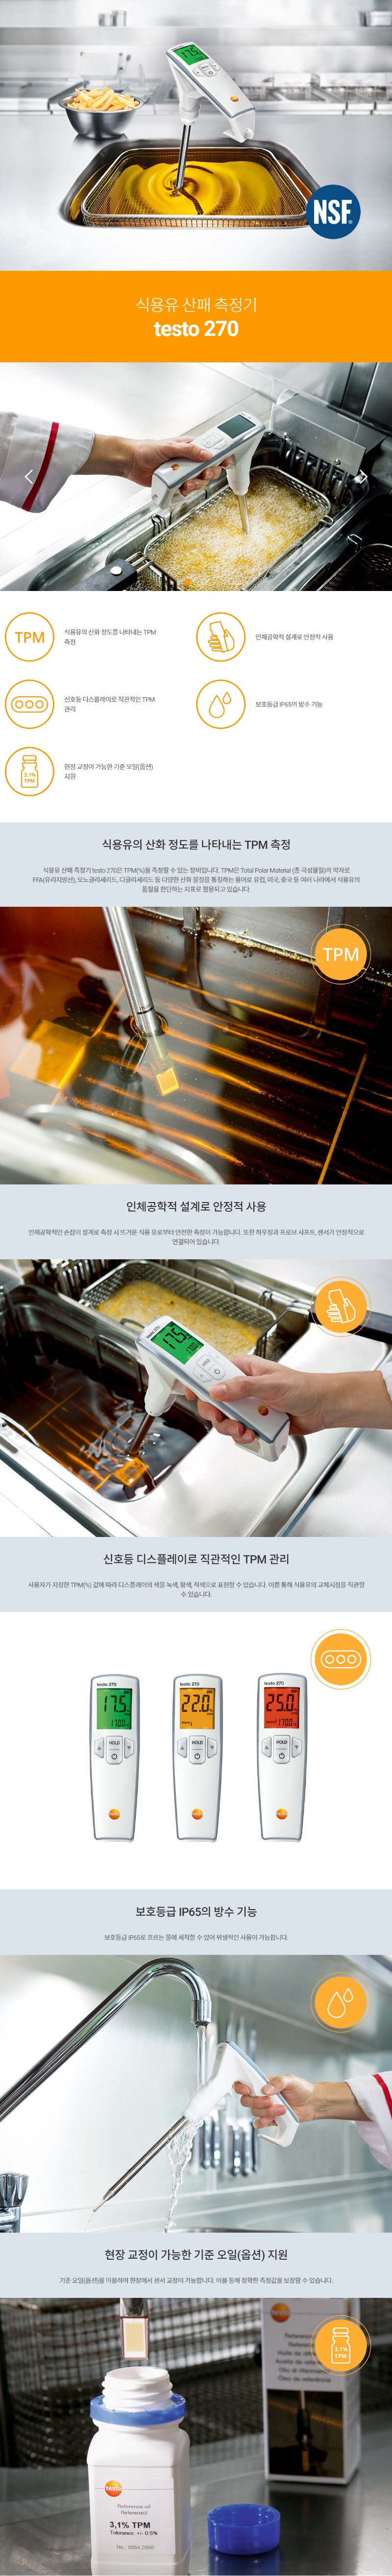 175
NSF
식용유 산패 측정기
testo 270
TPM
식용유의 산화 정도를 나타내는 TPM
측정
인체공학적 설계로 안정적 사용
신호등 디스플레이로 직관적인 TPM
관리
보호등급 IP65의 방수 기능
3.1%
TPM
현장 교정이 가능한 기준 오일(옵션)
지원
식용유의 산화 정도를 나타내는 TPM 측정
식용유 산패 측정기 testo 270은 TPM(%)을 측정할 수 있는 장비입니다. TPM은 Total Polar Material (총 극성물질)의 약자로
FFA(유리지방산), 모노글리세리드, 디글리세리드 등 다양한 산화 물질을 통칭하는 용어로 유럽, 미국, 중국 등 여러 나라에서 식용유의
품질을 판단하는 지표로 활용되고 있습니다.
TPM
인체공학적 설계로 안정적 사용
인체공학적인 손잡이 설계로 측정 시 뜨거운 식용 유로부터 안전한 측정이 가능합니다. 또한 하우징과 프로브 샤프트, 센서가 안정적으로
연결되어 있습니다.
testo 270
17.5
170.0
HOLD
신호등 디스플레이로 직관적인 TPM 관리
사용자가 지정한 TPM(%) 값에 따라 디스플레이의 색을 녹색, 황색, 적색으로 표현할 수 있습니다. 이를 통해 식용유의 교체시점을 직관할
수 있습니다.
testo 270
17.5
170.0
HOLD
testo
testo 270
22.0
HOLD
testo
testo 270
25.0
170.0
HOLD
testo
보호등급 IP65의 방수 기능
보호등급 IP65로 흐르는 물에 세척할 수 있어 위생적인 사용이 가능합니다.
현장 교정이 가능한 기준 오일(옵션) 지원
기준 오일(옵션)을 이용하여 현장에서 센서 교정이 가능합니다. 이를 통해 정확한 측정값을 보장할 수 있습니다.
3.1%
TPM
testo
Reference oil
Referenzöl
3,1% TPM
Tolerance: +/- 0.5%
No.: 0554 2650